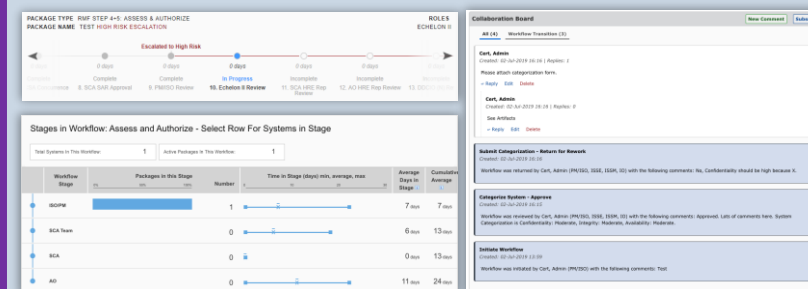 PACKAGE TYPE RMF STEP 4+5: ASSESS & AUTHORIZE
PACKAGE NAME TEST HIGH RISK ESCALATION
ROLES
ECHELON II
Escalated to High Risk
0 days 0 days 0 days 0 days 0 days
Complete Complete In Progress Incomplete Incomplete
8. SCA SAR Approval 9. PM/ISO Review 10. Echelon II Review 11. SCA HRE Rep Review 12. AO HRE Rep Review
Stages in Workflow: Assess and Authorize - Select Row For Systems in Stage
Total Systems in This Workflow: 1 Active Packages in This Workflow: 1
Workflow Stage Packages in this Stage Number Time in Stage (days) min, average, max Average Days in Stage Cumulative Average
ISO/PM 1 7 days 7 days
SCA Team 0 6 days 13 days
SCA 0 0 days 13 days
AO 0 11 days 24 days
Collaboration Board
New Comment
All (4) Workflow Transition (3)
Cert, Admin
Created: 02-Jul-2019 16:16 | Replies: 1
Please attach categorization form.
Reply Edit Delete
Cert, Admin
Created: 02-Jul-2019 16:16 | Replies: 0
See Artifacts
Reply Edit Delete
Submit Categorization - Return for Rework
Created: 02-Jul-2019 16:16
Workflow was returned by Cert, Admin (PM/ISO, ISSE, ISSM, IO) with the following comments: No, Confidentiality should be high because X.
Categorize System - Approve
Created: 02-Jul-2019 16:15
Workflow was reviewed by Cert, Admin (PM/ISO, ISSE, ISSM, IO) with the following comments: Approved. Lots of comments here. System
Categorization is Confidentiality: Moderate, Integrity: Moderate, Availability: Moderate.
Initiate Workflow
Created: 02-Jul-2019 13:59
Workflow was initiated by Cert, Admin (PM/ISO) with the following comments: Test